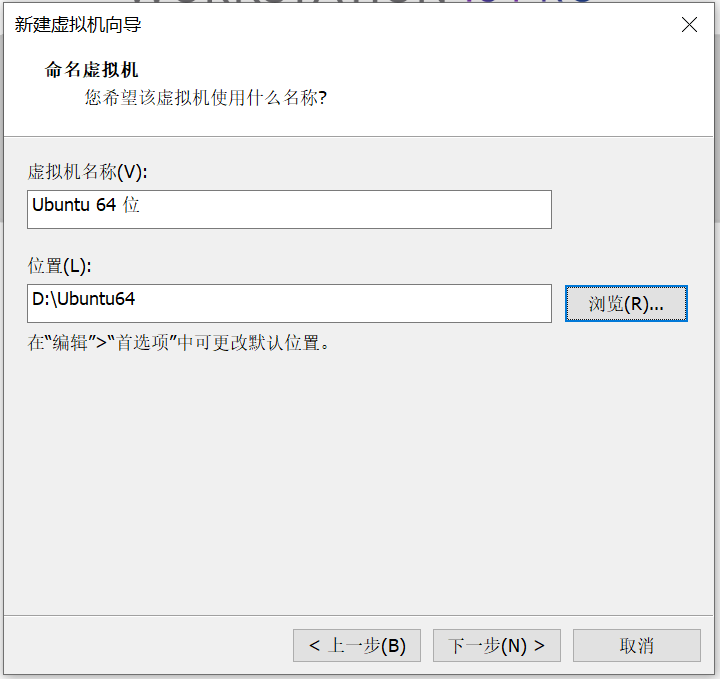 新建虚拟机向导
命名虚拟机
您希望该虚拟机使用什么名称?
虚拟机名称(V):
Ubuntu 64 位
位置(L):
D:\Ubuntu64
浏览(R)...
在“编辑”>“首选项”中可更改默认位置。
< 上一步(B)
下一步(N) >
取消